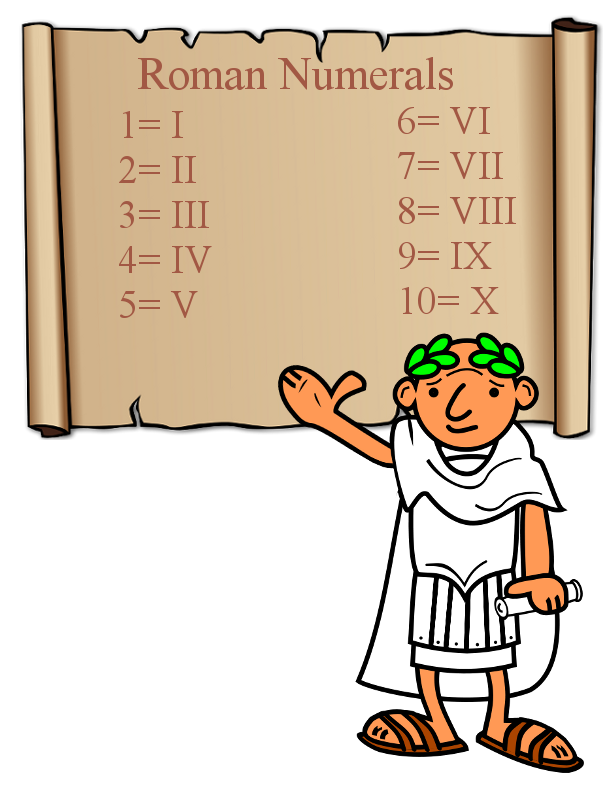 Roman Numerals
1= I
2= II
3= III
4= IV
5= V
6= VI
7= VII
8= VIII
9= IX
10= X